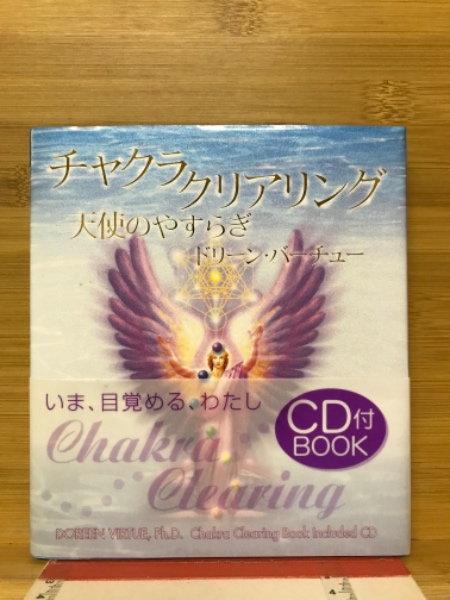 チャクラ
クリアリング
天使のやすらぎ
ドリーン・バーチュー
いま、目覚める、わたし
CD付
BOOK
Chakra
Clearing
DOREEN VIRTUE, Ph.D. Chakra Clearing Book Included CD